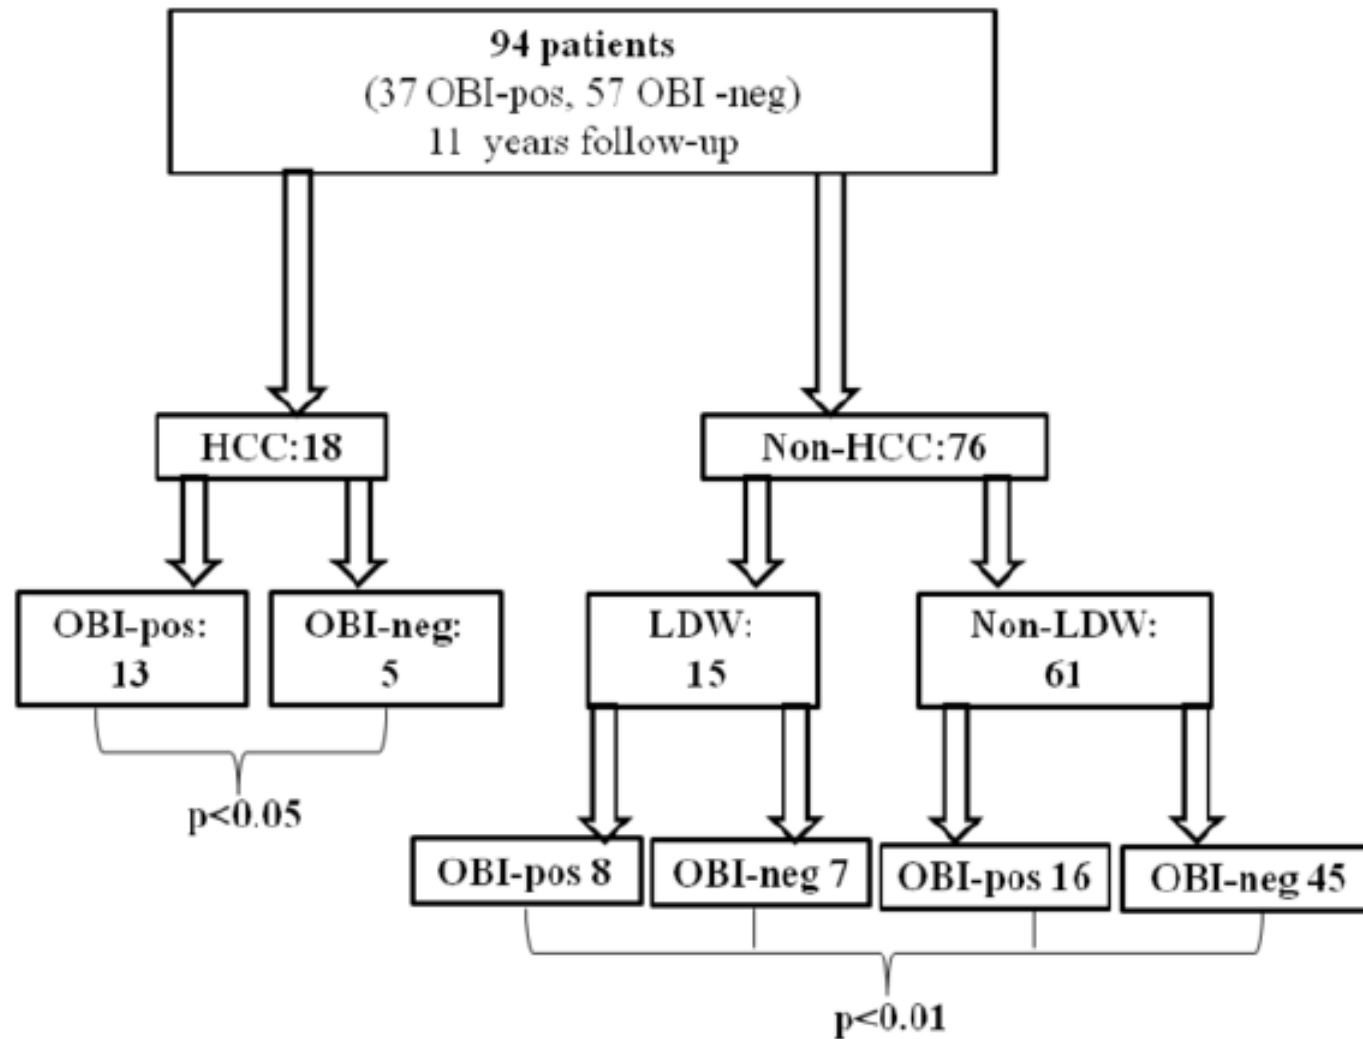 94 patients
(37 OBI-pos, 57 OBI -neg)
11 years follow-up
HCC:18
Non-HCC:76
OBI-pos:
13
OBI-neg:
5
LDW:
15
Non-LDW:
61
p<0.05
OBI-pos 8
OBI-neg 7
OBI-pos 16
OBI-neg 45
p<0.01